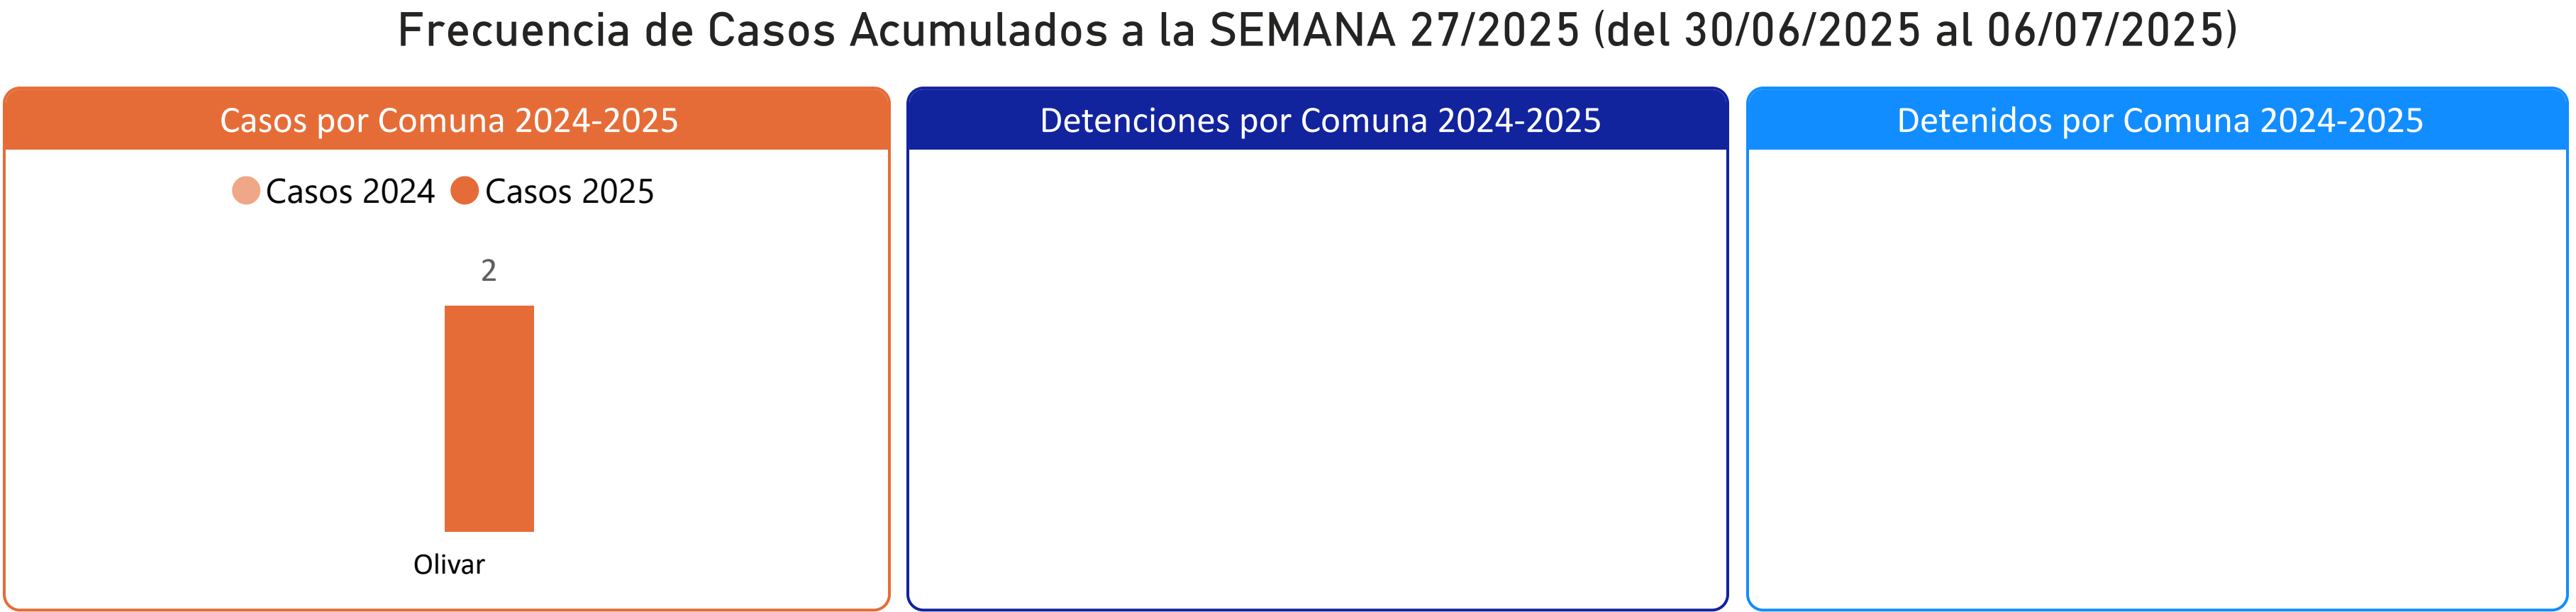 Frecuencia de Casos Acumulados a la SEMANA 27/2025 (del 30/06/2025 al 06/07/2025)
Casos por Comuna 2024-2025
Casos 2024 Casos 2025
2
Olivar
Detenciones por Comuna 2024-2025
Detenidos por Comuna 2024-2025